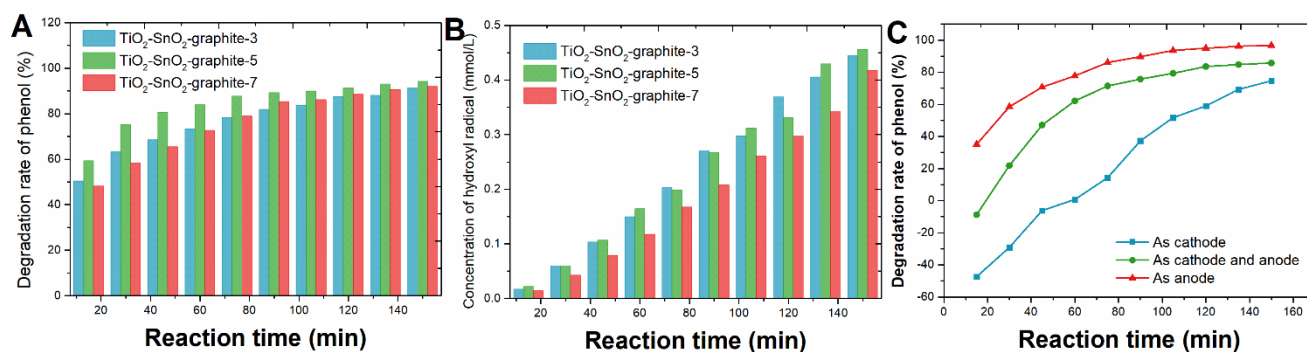 A
Degradation rate of phenol (%)
120
100
80
60
40
20
0
TiO₂-SnO₂-graphite-3
TiO₂-SnO₂-graphite-5
TiO₂-SnO₂-graphite-7
20 40 60 80 100 120 140
Reaction time (min)
B
Concentration of hydroxyl radical (mmol/L)
0.5
0.4
0.3
0.2
0.1
0.0
TiO₂-SnO₂-graphite-3
TiO₂-SnO₂-graphite-5
TiO₂-SnO₂-graphite-7
20 40 60 80 100 120 140
Reaction time (min)
C
Degradation rate of phenol (%)
100
80
60
40
20
0
-20
-40
-60
As cathode
As cathode and anode
As anode
0 20 40 60 80 100 120 140 160
Reaction time (min)